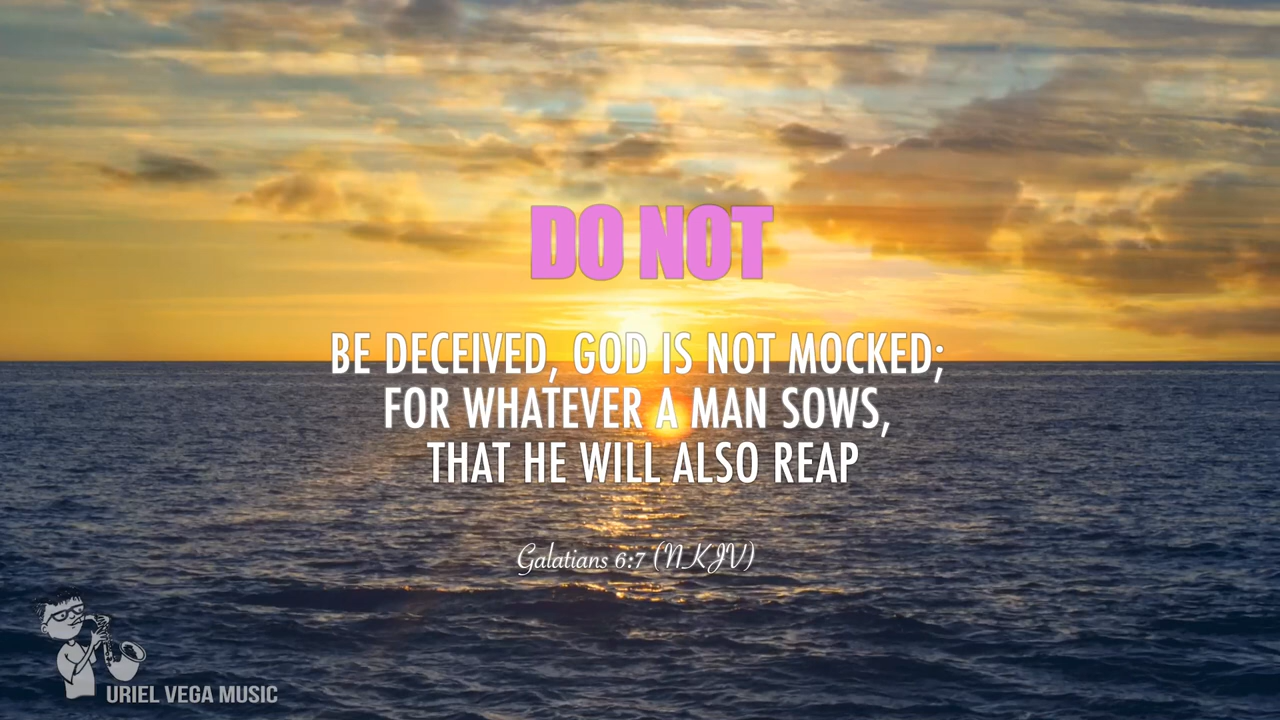 DO NOT
BE DECEIVED, GOD IS NOT MOCKED;
FOR WHATEVER A MAN SOWS,
THAT HE WILL ALSO REAP
Galatians 6:7 (NKJV)
URIEL VEGA MUSIC